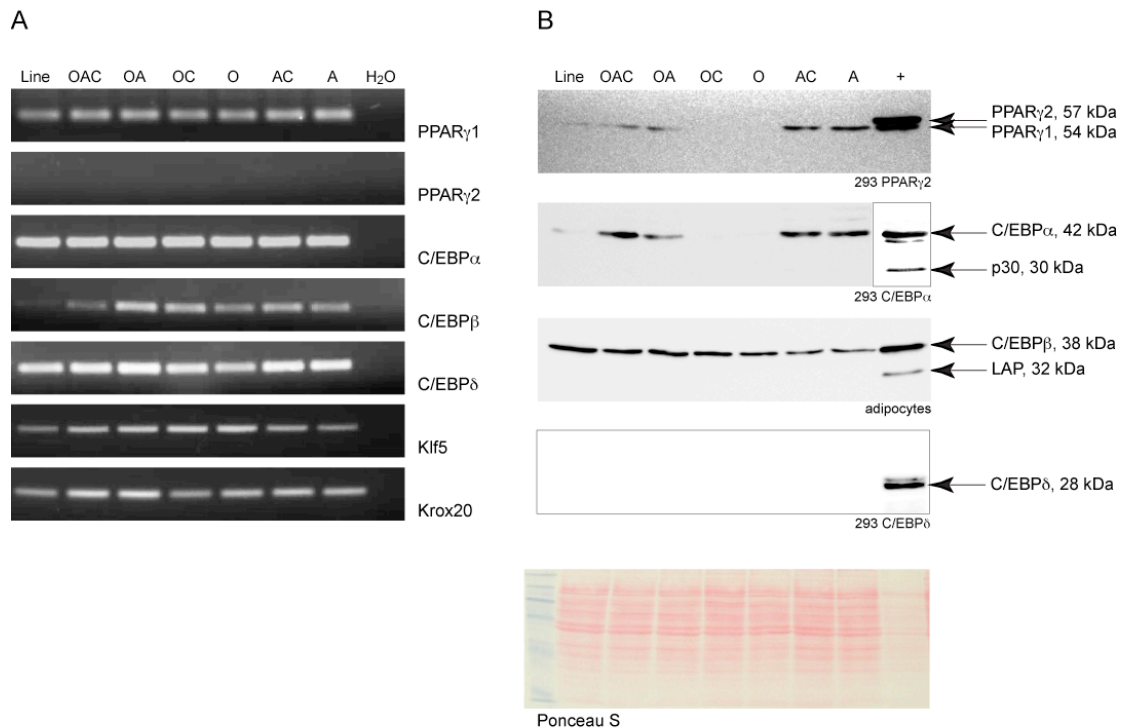 A
Line OAC OA OC O AC A H₂O
PPARγ1
PPARγ2
C/EBPα
C/EBPβ
C/EBPδ
Klf5
Krox20
B
Line OAC OA OC O AC A +
PPARγ2, 57 kDa
PPARγ1, 54 kDa
293 PPARγ2
C/EBPα, 42 kDa
p30, 30 kDa
293 C/EBPα
C/EBPβ, 38 kDa
LAP, 32 kDa
adipocytes
C/EBPδ, 28 kDa
293 C/EBPδ
Ponceau S